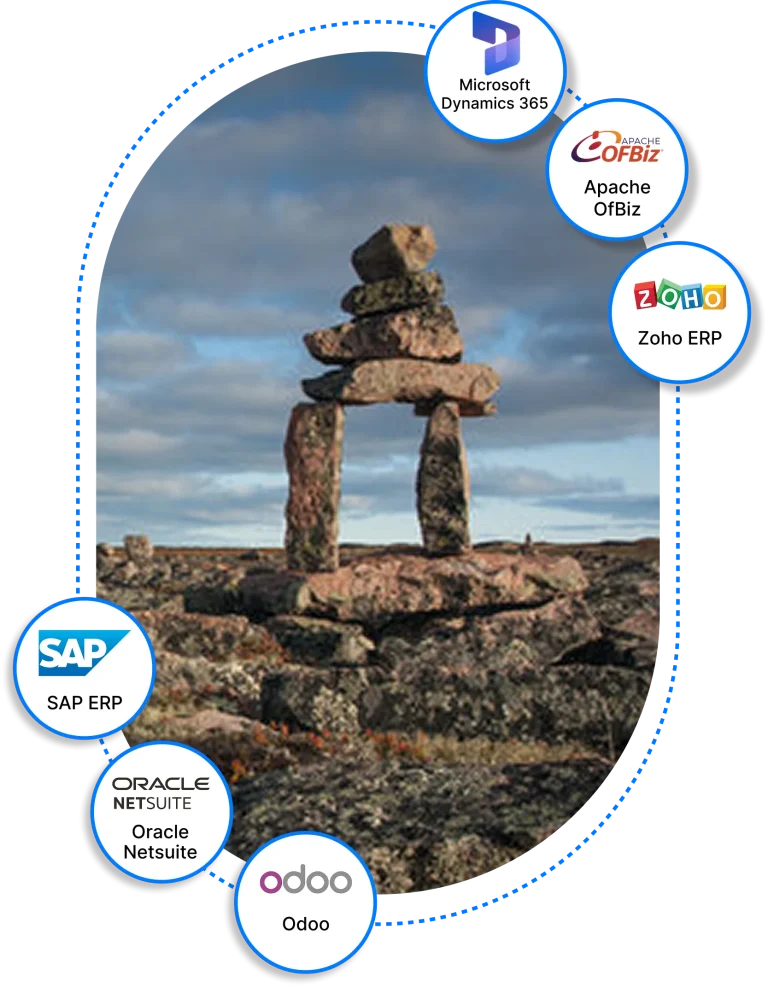 Microsoft
Dynamics 365
APACHE
OFBiz
Apache
OfBiz
ZOHO
Zoho ERP
SAP
SAP ERP
ORACLE
NETSUITE
Oracle
Netsuite
odoo
Odoo